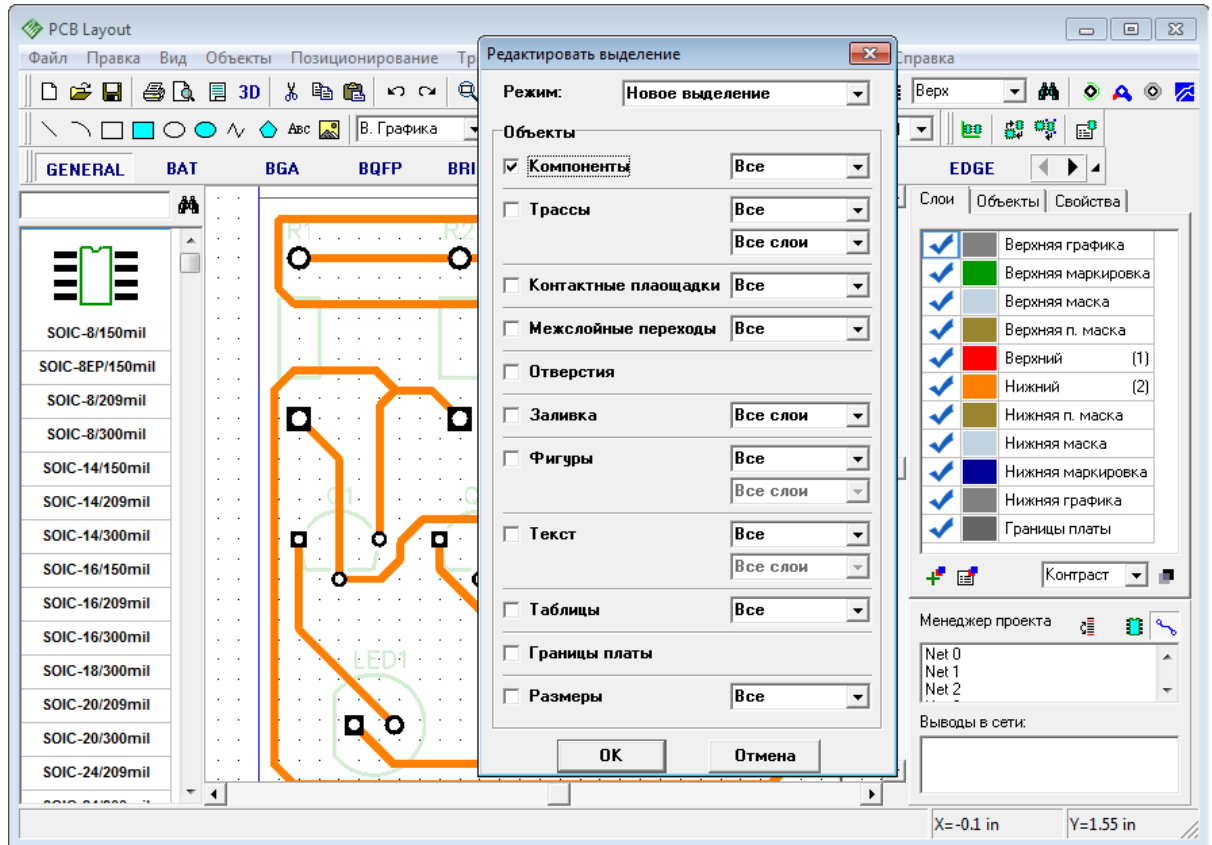 PCB Layout
Файл Правка Вид Объекты Позиционирование Тр Справка
3D
Верх
ABC
В. Графика
GENERAL BAT BGA BQFP BRI EDGE
SOIC-8/150mil
SOIC-8EP/150mil
SOIC-8/209mil
SOIC-8/300mil
SOIC-14/150mil
SOIC-14/209mil
SOIC-14/300mil
SOIC-16/150mil
SOIC-16/209mil
SOIC-16/300mil
SOIC-18/300mil
SOIC-20/209mil
SOIC-20/300mil
SOIC-24/209mil
R1 R2
Q1 Q
LED1
Редактировать выделение
Режим: Новое выделение
Объекты
Компоненты Все
Трассы Все
Все слои
Контактные плаощадки Все
Межслойные переходы Все
Отверстия
Заливка Все слои
Фигуры Все
Все слои
Текст Все
Все слои
Таблицы Все
Границы платы
Размеры Все
OK Отмена
Слои Объекты Свойства
Верхняя графика
Верхняя маркировка
Верхняя маска
Верхняя п. маска
Верхний (1)
Нижний (2)
Нижняя п. маска
Нижняя маска
Нижняя маркировка
Нижняя графика
Границы платы
Контраст
Менеджер проекта
Net 0
Net 1
Net 2
Выводы в сети:
X=-0.1 in Y=1.55 in